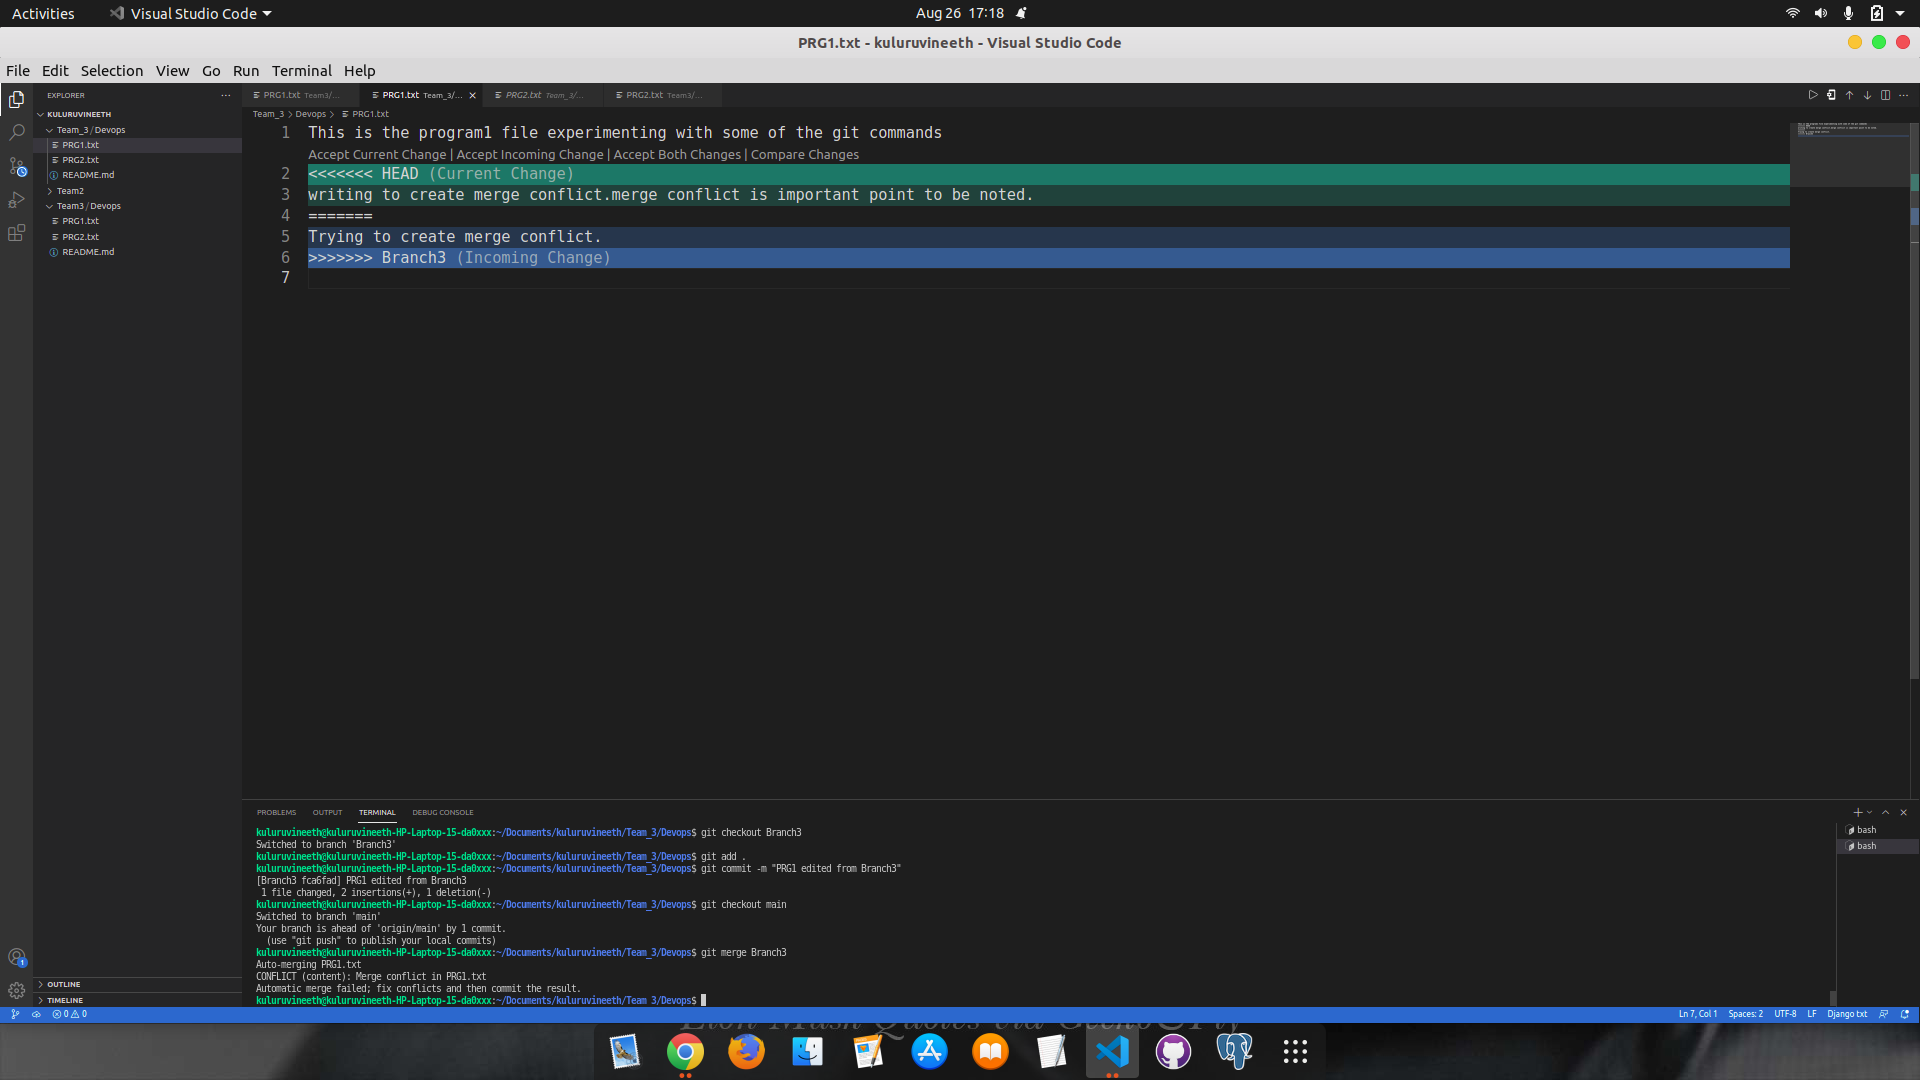 Activities
Visual Studio Code
Aug 26 17:18
PRG1.txt - kuluruvineeth - Visual Studio Code
File Edit Selection View Go Run Terminal Help
EXPLORER
KULURUVINEETH
Team_3 / Devops
PRG1.txt
PRG2.txt
README.md
Team2
Team3 / Devops
PRG1.txt
PRG2.txt
README.md
OUTLINE
TIMELINE
PRG1.txt Team3/...
PRG1.txt Team_3/...
PRG2.txt Team_3/...
PRG2.txt Team3/...
Team_3 > Devops > PRG1.txt
1 This is the program1 file experimenting with some of the git commands
Accept Current Change | Accept Incoming Change | Accept Both Changes | Compare Changes
2 <<<<<<< HEAD (Current Change)
3 writing to create merge conflict.merge conflict is important point to be noted.
4 =======
5 Trying to create merge conflict.
6 >>>>>>> Branch3 (Incoming Change)
7
PROBLEMS OUTPUT TERMINAL DEBUG CONSOLE
kuluruvineeth@kuluruvineeth-HP-Laptop-15-da0xxx:~/Documents/kuluruvineeth/Team_3/Devops$ git checkout Branch3
Switched to branch 'Branch3'
kuluruvineeth@kuluruvineeth-HP-Laptop-15-da0xxx:~/Documents/kuluruvineeth/Team_3/Devops$ git add .
kuluruvineeth@kuluruvineeth-HP-Laptop-15-da0xxx:~/Documents/kuluruvineeth/Team_3/Devops$ git commit -m "PRG1 edited from Branch3"
[Branch3 fca6fad] PRG1 edited from Branch3
1 file changed, 2 insertions(+), 1 deletion(-)
kuluruvineeth@kuluruvineeth-HP-Laptop-15-da0xxx:~/Documents/kuluruvineeth/Team_3/Devops$ git checkout main
Switched to branch 'main'
Your branch is ahead of 'origin/main' by 1 commit.
(use "git push" to publish your local commits)
kuluruvineeth@kuluruvineeth-HP-Laptop-15-da0xxx:~/Documents/kuluruvineeth/Team_3/Devops$ git merge Branch3
Auto-merging PRG1.txt
CONFLICT (content): Merge conflict in PRG1.txt
Automatic merge failed; fix conflicts and then commit the result.
kuluruvineeth@kuluruvineeth-HP-Laptop-15-da0xxx:~/Documents/kuluruvineeth/Team_3/Devops$
bash
bash
0 0
Ln 7, Col 1 Spaces: 2 UTF-8 LF Django txt